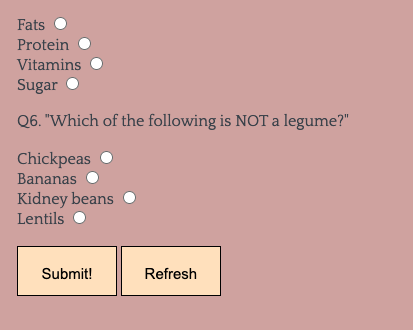 Fats
Protein
Vitamins
Sugar
Q6. "Which of the following is NOT a legume?"
Chickpeas
Bananas
Kidney beans
Lentils
Submit! Refresh